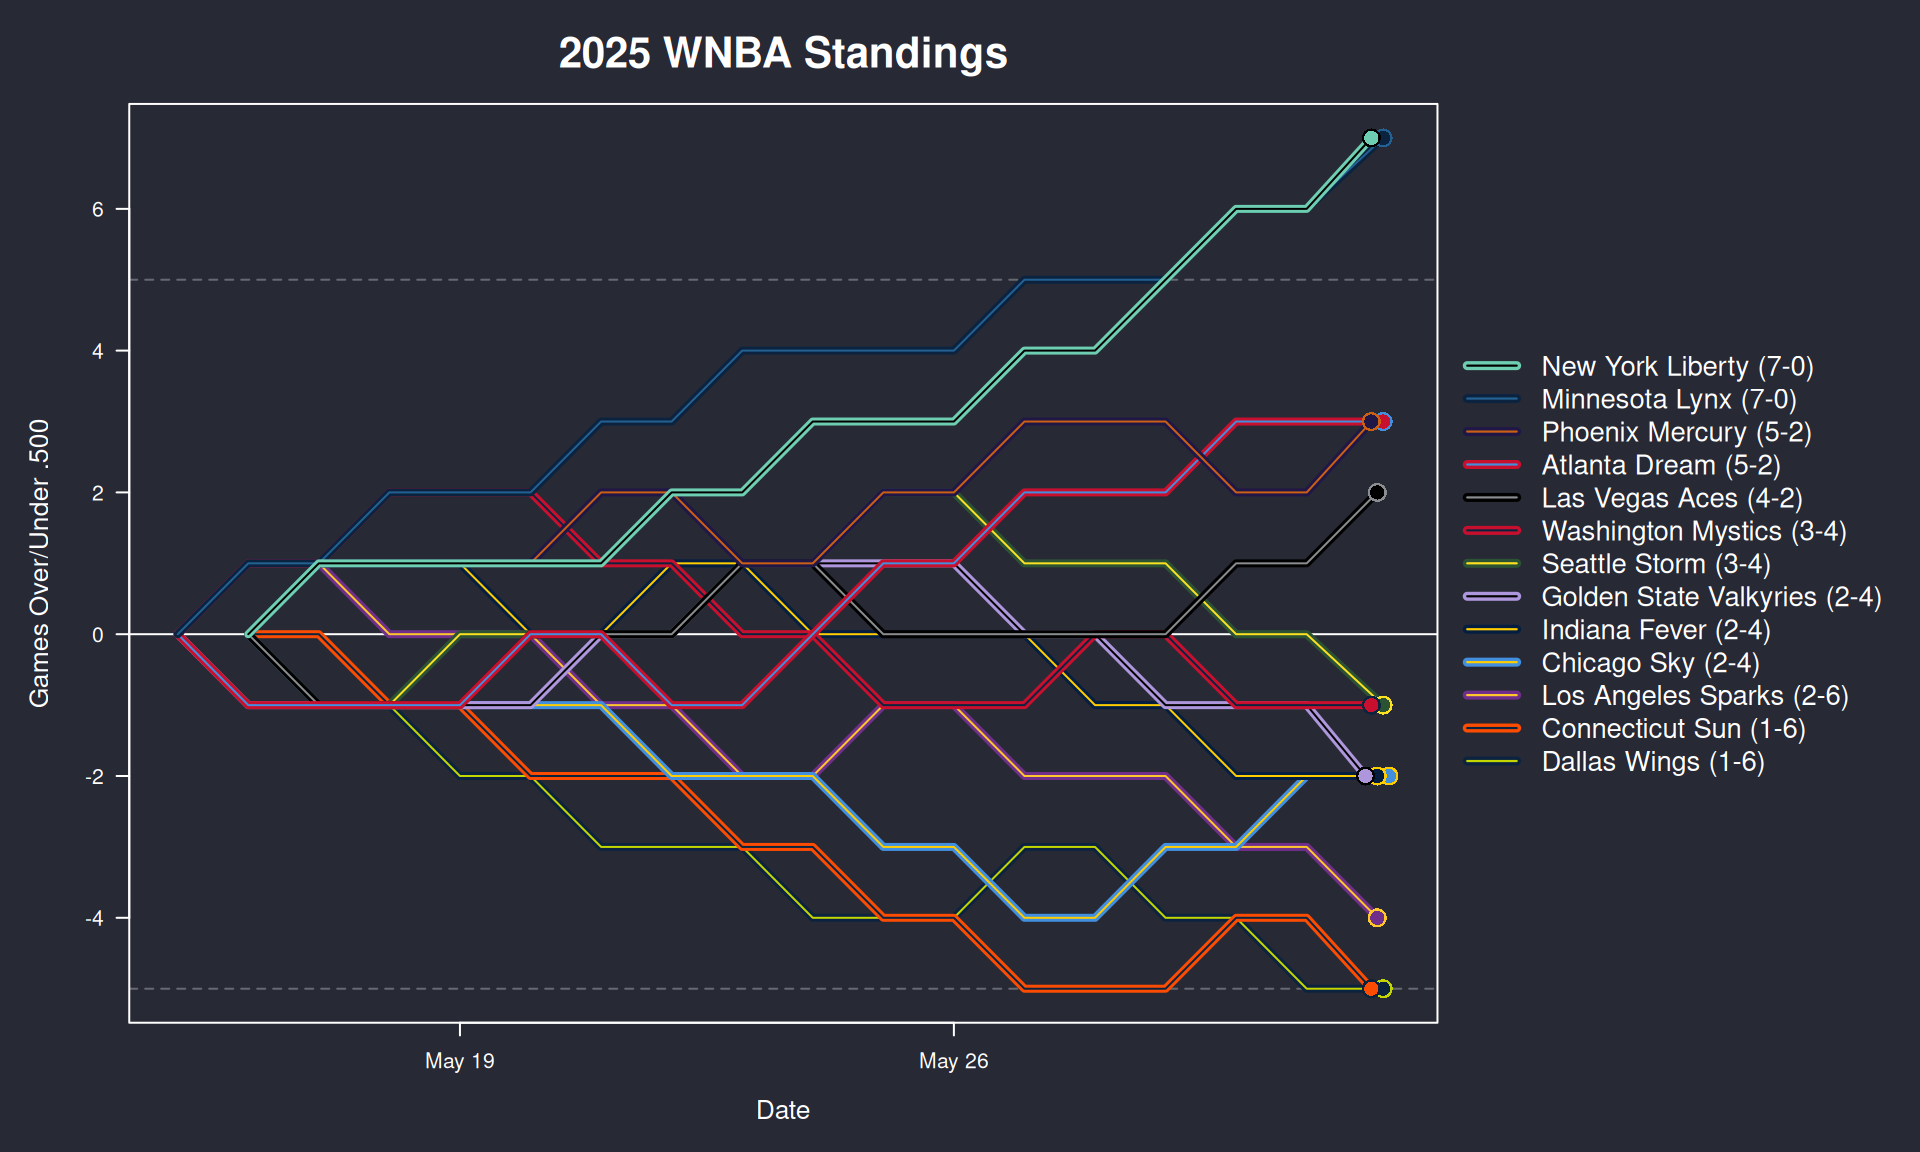 2025 WNBA Standings
Games Over/Under .500
6
4
2
0
-2
-4
May 19
May 26
Date
New York Liberty (7-0)
Minnesota Lynx (7-0)
Phoenix Mercury (5-2)
Atlanta Dream (5-2)
Las Vegas Aces (4-2)
Washington Mystics (3-4)
Seattle Storm (3-4)
Golden State Valkyries (2-4)
Indiana Fever (2-4)
Chicago Sky (2-4)
Los Angeles Sparks (2-6)
Connecticut Sun (1-6)
Dallas Wings (1-6)